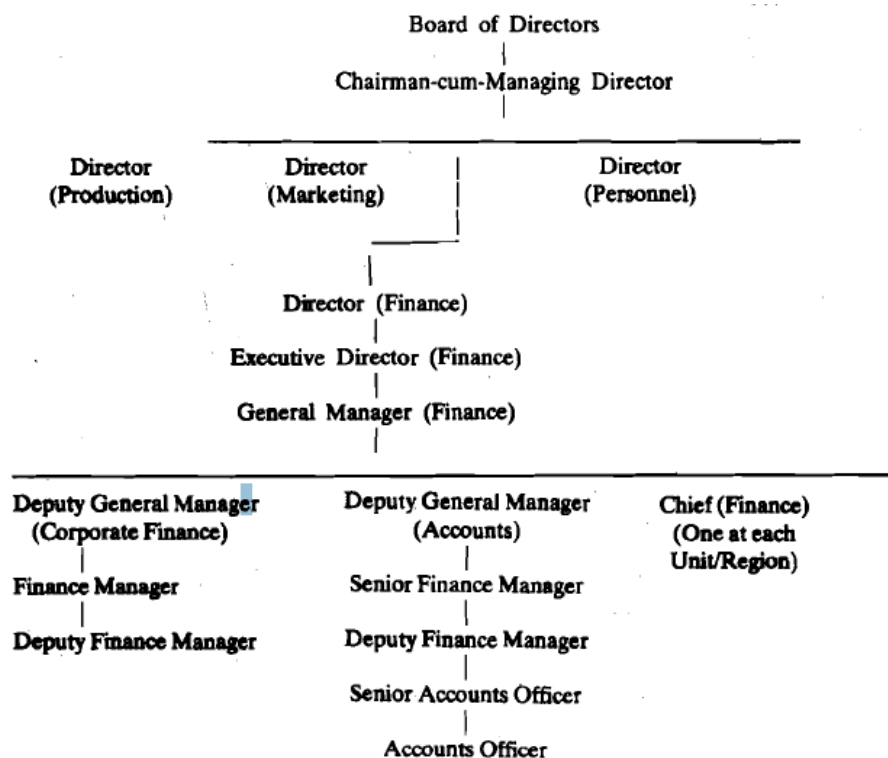 Board of Directors
Chairman-cum-Managing Director
Director
(Production)
Director
(Marketing)
Director
(Personnel)
Director (Finance)
Executive Director (Finance)
General Manager (Finance)
Deputy General Manager
(Corporate Finance)
Finance Manager
Deputy Finance Manager
Deputy General Manager
(Accounts)
Senior Finance Manager
Deputy Finance Manager
Senior Accounts Officer
Accounts Officer
Chief (Finance)
(One at each
Unit/Region)